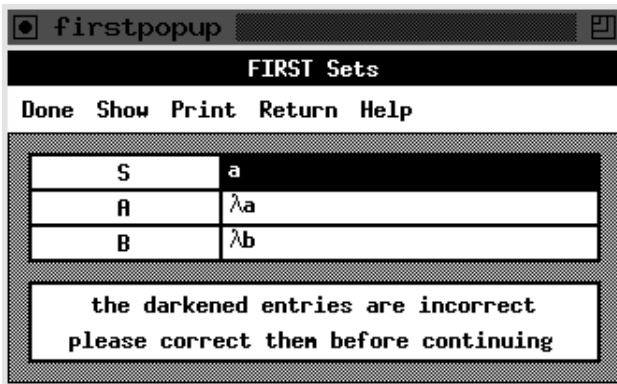 firstpopup
FIRST Sets
Done Show Print Return Help
S a
A λa
B λb
the darkened entries are incorrect
please correct them before continuing